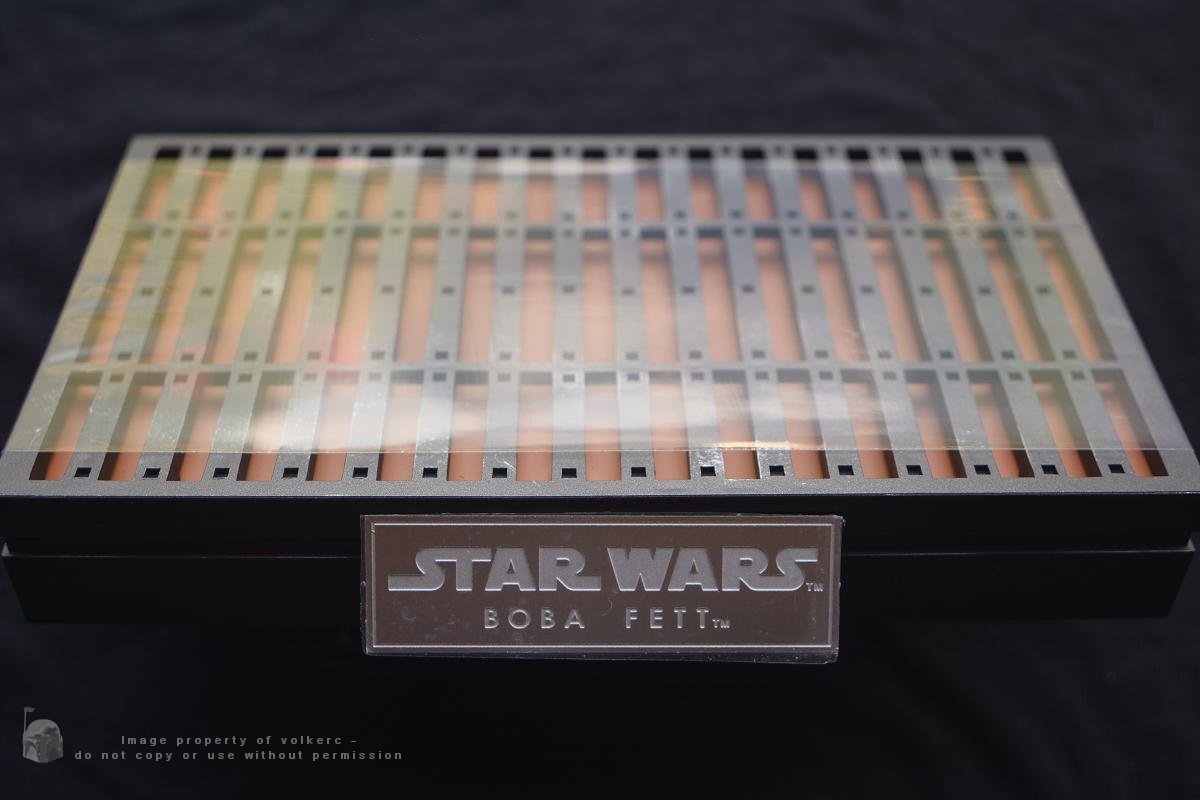 STAR WARS™
BOBA FETT™
Image property of volkerc –
do not copy or use without permission